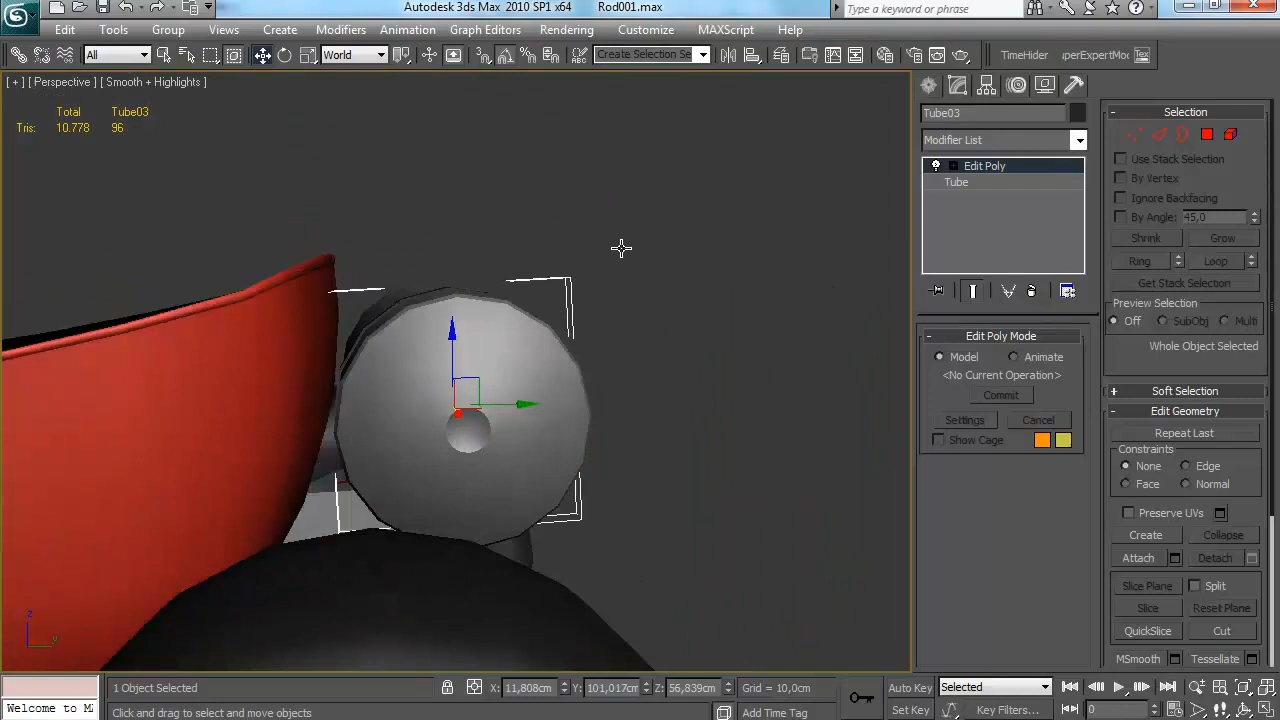 Autodesk 3ds Max 2010 SP1 x64 Rod001.max
Type a keyword or phrase
Edit Tools Group Views Create Modifiers Animation Graph Editors Rendering Customize MAXScript Help
All World Create Selection Se TimeHider perExpertMod Tex
[ + ] [ Perspective ] [ Smooth + Highlights ]
Total Tube03
Tris: 10.778 96
Tube03
Modifier List
Edit Poly
Tube
Edit Poly Mode
Model Animate
<No Current Operation>
Commit
Settings Cancel
Show Cage
Selection
Use Stack Selection
By Vertex
Ignore Backfacing
By Angle: 45,0
Shrink Grow
Ring Loop
Get Stack Selection
Preview Selection
Off SubObj Multi
Whole Object Selected
Soft Selection
Edit Geometry
Repeat Last
Constraints
None Edge
Face Normal
Preserve UVs
Create Collapse
Attach Detach
Slice Plane Split
Slice Reset Plane
QuickSlice Cut
MSmooth Tessellate
z
y
1 Object Selected X: 11,808cm Y: 101,017cm Z: 56,839cm Grid = 10,0cm Auto Key Selected
Welcome to M Click and drag to select and move objects Add Time Tag Set Key Key Filters... 0